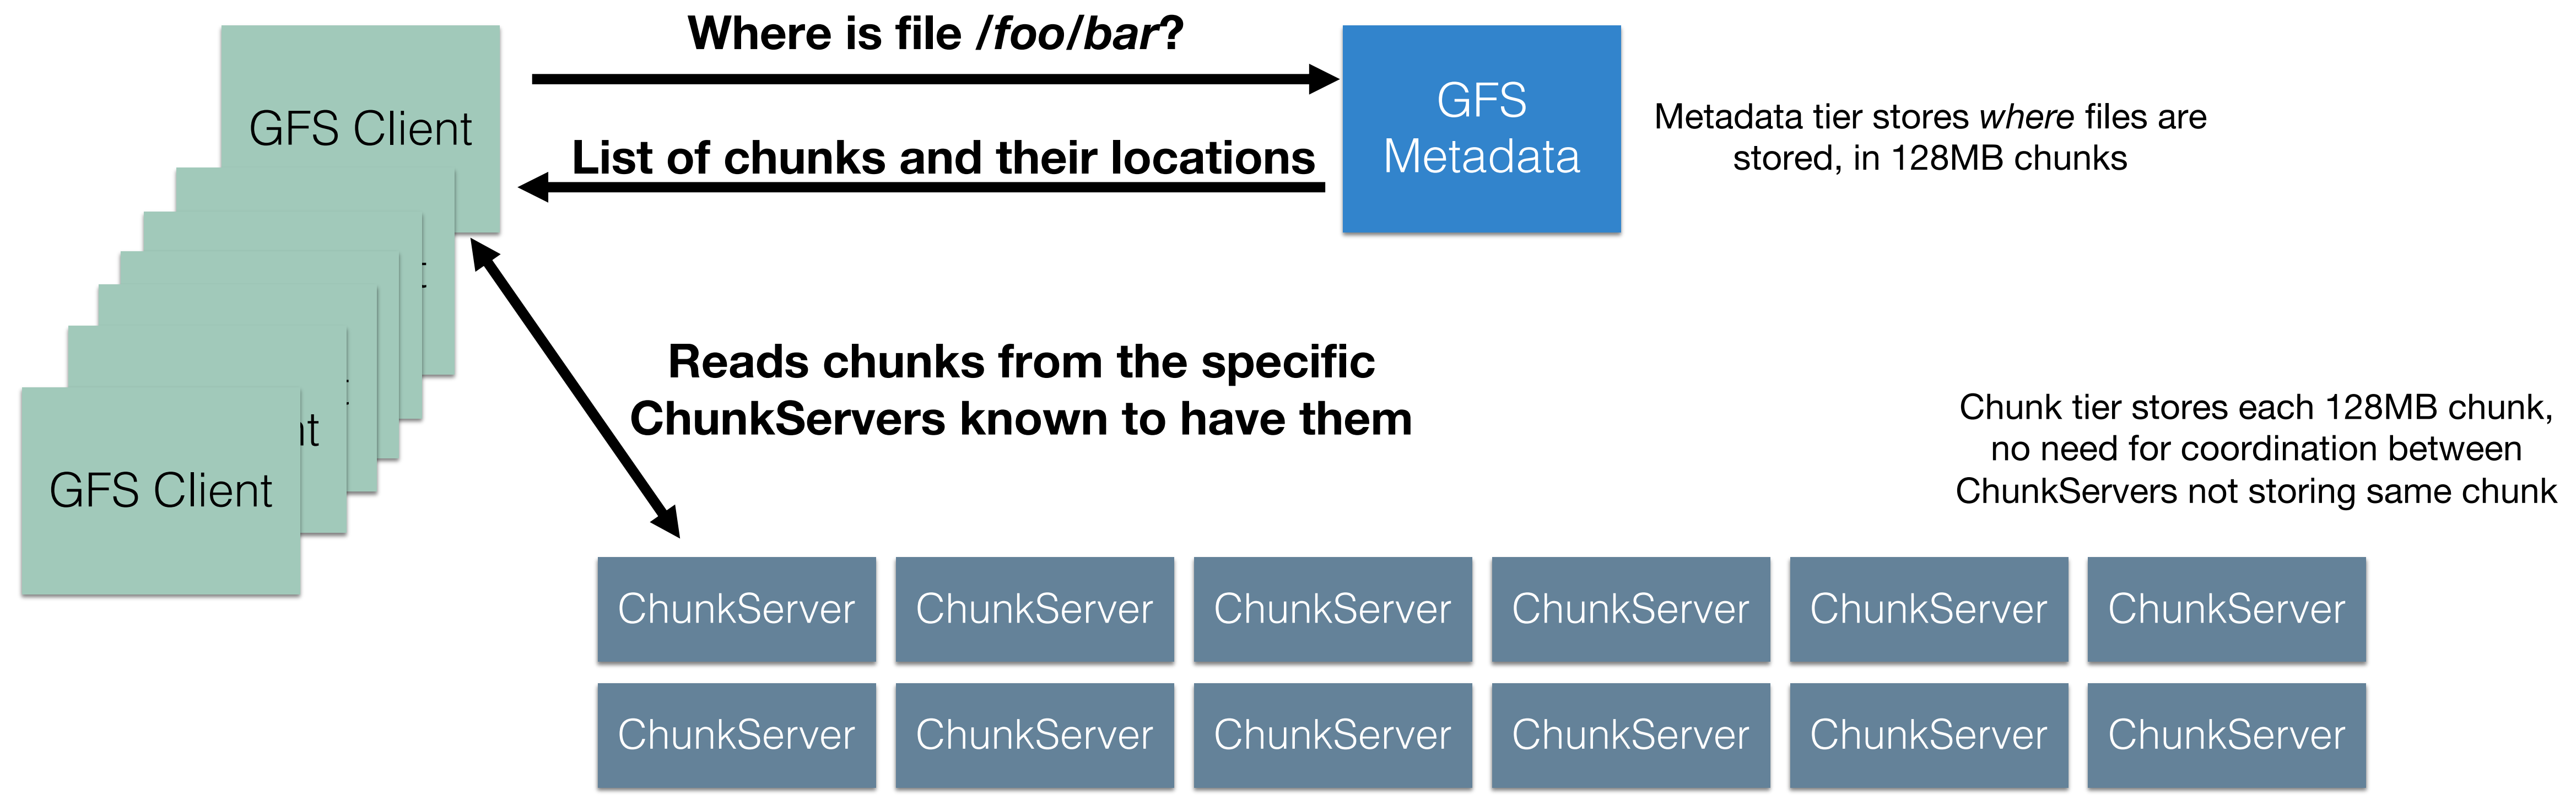 Where is file /foo/bar?
GFS Client
GFS
Metadata
Metadata tier stores where files are
stored, in 128MB chunks
List of chunks and their locations
Reads chunks from the specific
ChunkServers known to have them
Chunk tier stores each 128MB chunk,
no need for coordination between
ChunkServers not storing same chunk
GFS Client
ChunkServer ChunkServer ChunkServer ChunkServer ChunkServer ChunkServer
ChunkServer ChunkServer ChunkServer ChunkServer ChunkServer ChunkServer